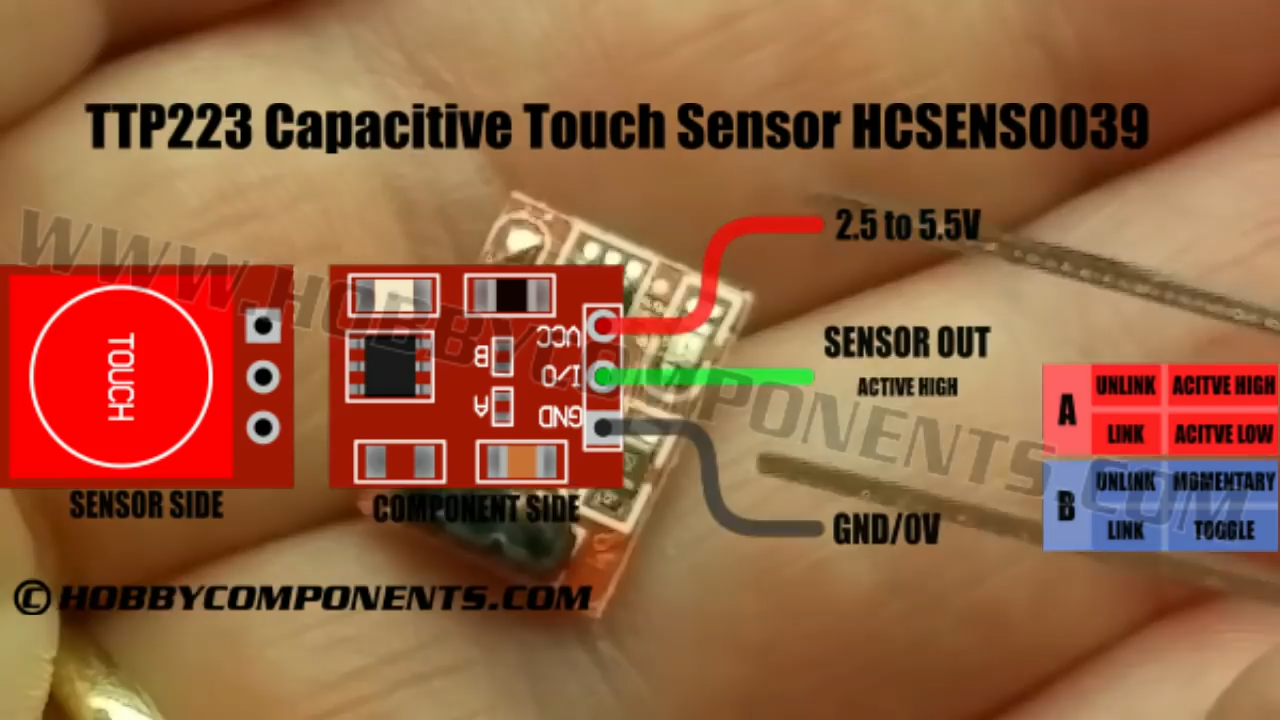 TTP223 Capacitive Touch Sensor HCSENS0039
WWW.HOBBYCOMPONENTS.COM
2.5 to 5.5V
SENSOR OUT
ACTIVE HIGH
GND/0V
TOUCH
VCC
I/O
GND
B
A
SENSOR SIDE
COMPONENT SIDE
A
UNLINK ACITVE HIGH
LINK ACITVE LOW
B
UNLINK MOMENTARY
LINK TOGGLE
© HOBBYCOMPONENTS.COM